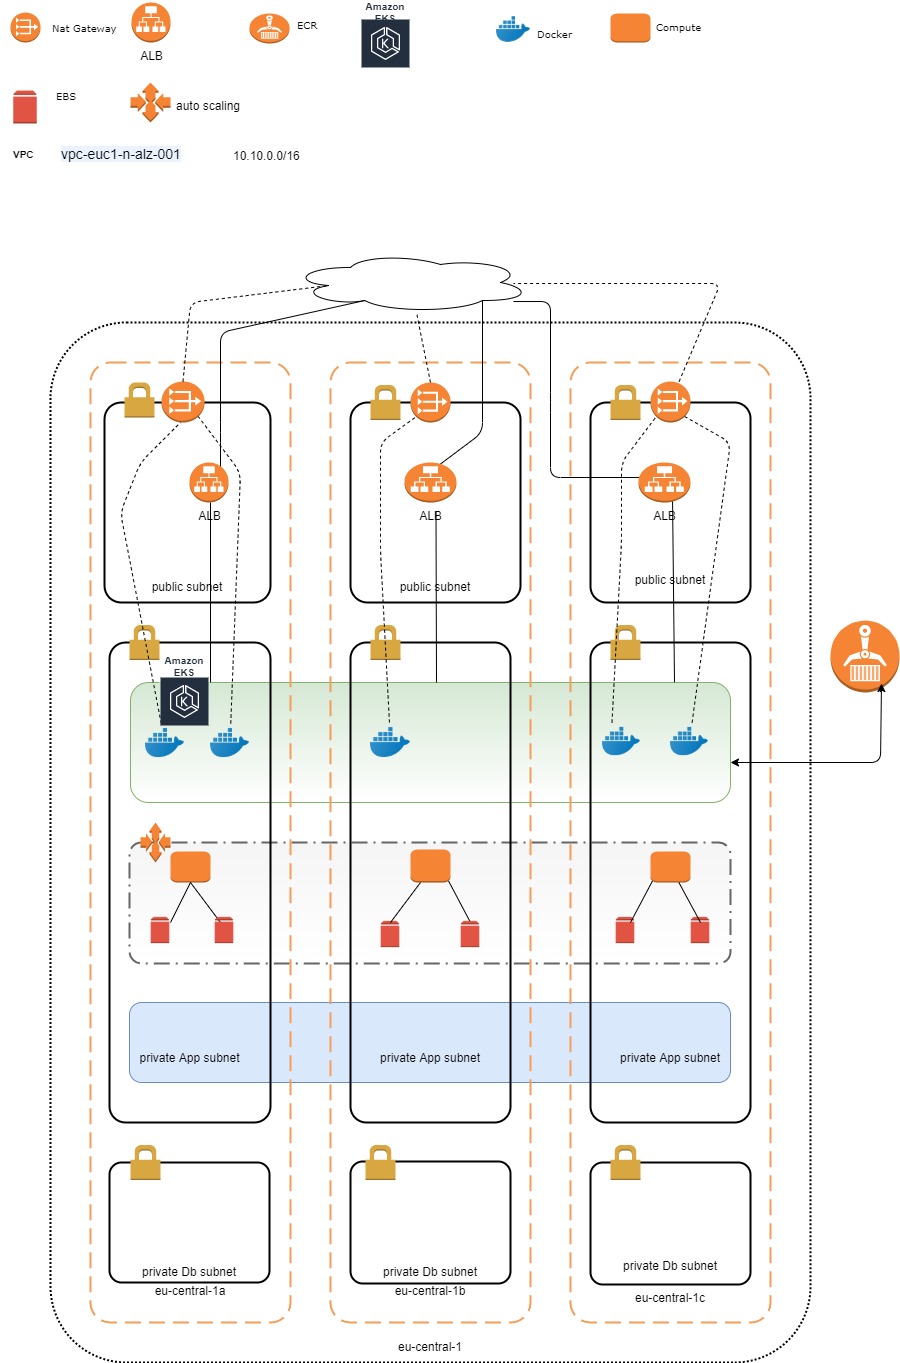 Amazon
EKS
Nat Gateway
ECR
Docker
Compute
ALB
K
EBS
auto scaling
VPC
vpc-euc1-n-alz-001
10.10.0.0/16
ALB
ALB
ALB
public subnet
public subnet
public subnet
Amazon
EKS
K
private App subnet
private App subnet
private App subnet
private Db subnet
private Db subnet
private Db subnet
eu-central-1a
eu-central-1b
eu-central-1c
eu-central-1